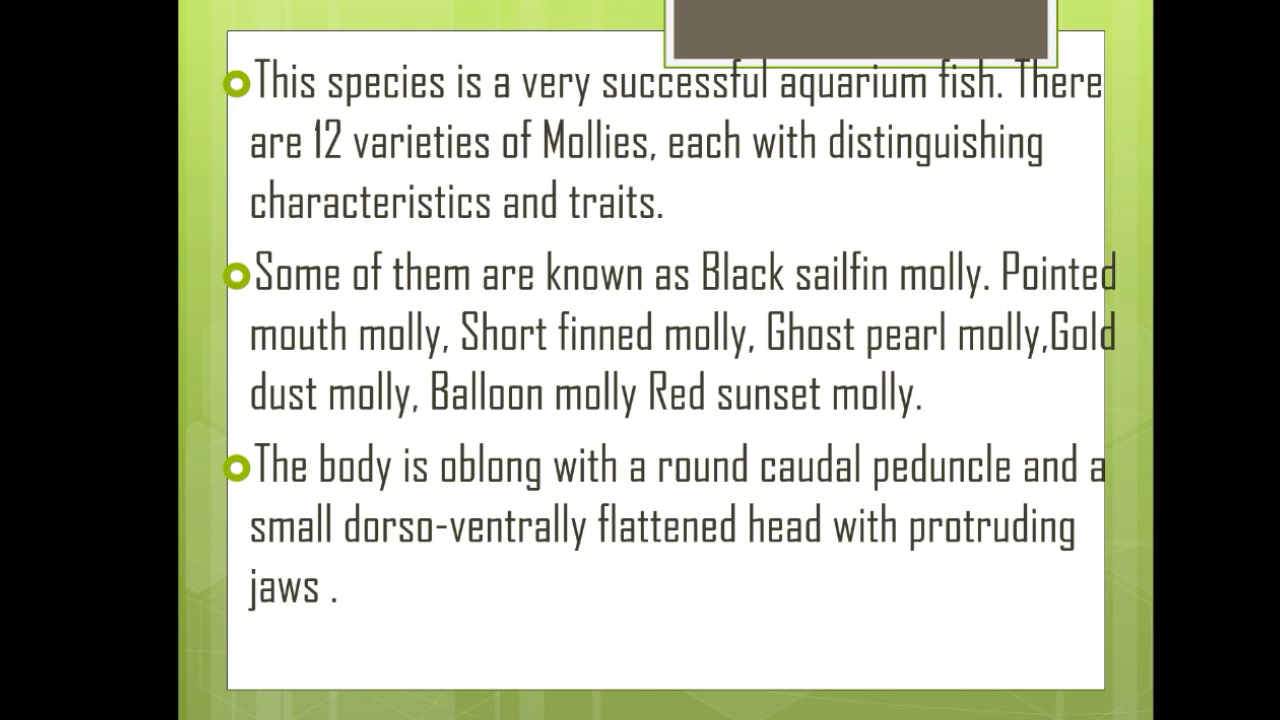 This species is a very successful aquarium fish. There
are 12 varieties of Mollies, each with distinguishing
characteristics and traits.
Some of them are known as Black sailfin molly. Pointed
mouth molly, Short finned molly, Ghost pearl molly,Gold
dust molly, Balloon molly Red sunset molly.
The body is oblong with a round caudal peduncle and a
small dorso-ventrally flattened head with protruding
jaws .